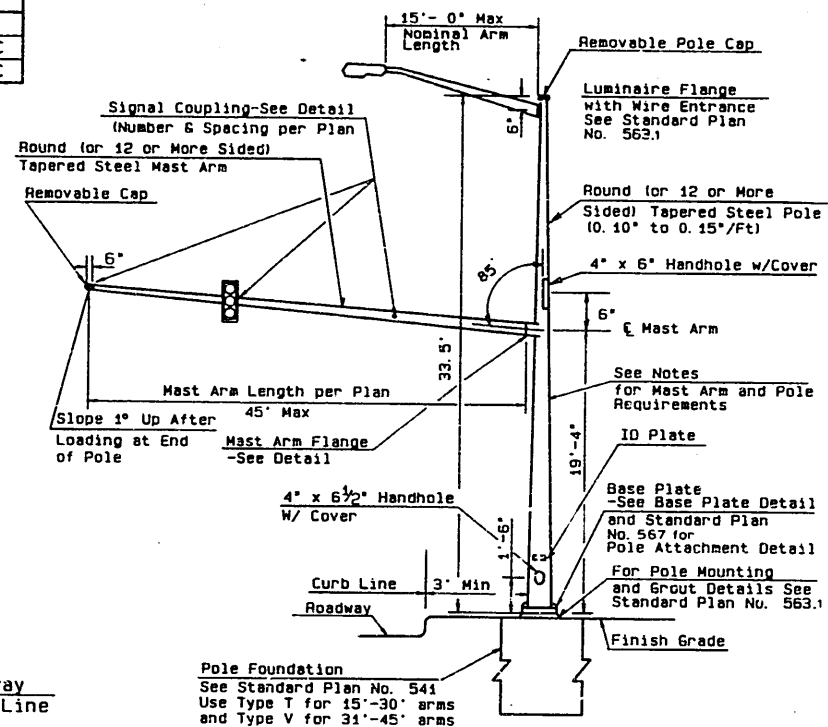 15'- 0" Max
Nominal Arm
Length
Removable Pole Cap
Luminaire Flange
with Wire Entrance
See Standard Plan
No. 563.1
6"
Signal Coupling-See Detail
(Number & Spacing per Plan
Round (or 12 or More Sided)
Tapered Steel Mast Arm
Removable Cap
6"
Round (or 12 or More
Sided) Tapered Steel Pole
(0.10" to 0.15"/Ft)
85°
4" x 6" Handhole w/Cover
6"
℄ Mast Arm
33.5'
Mast Arm Length per Plan
45' Max
See Notes
for Mast Arm and Pole
Requirements
Slope 1° Up After
Loading at End
of Pole
Mast Arm Flange
-See Detail
ID Plate
19'-4"
4" x 6½" Handhole
W/ Cover
1'-6"
Base Plate
-See Base Plate Detail
and Standard Plan
No. 567 for
Pole Attachment Detail
Curb Line
3' Min
For Pole Mounting
and Grout Details See
Standard Plan No. 563.1
Roadway
Finish Grade
Pole Foundation
See Standard Plan No. 541
Use Type T for 15'-30' arms
and Type V for 31'-45' arms
Line